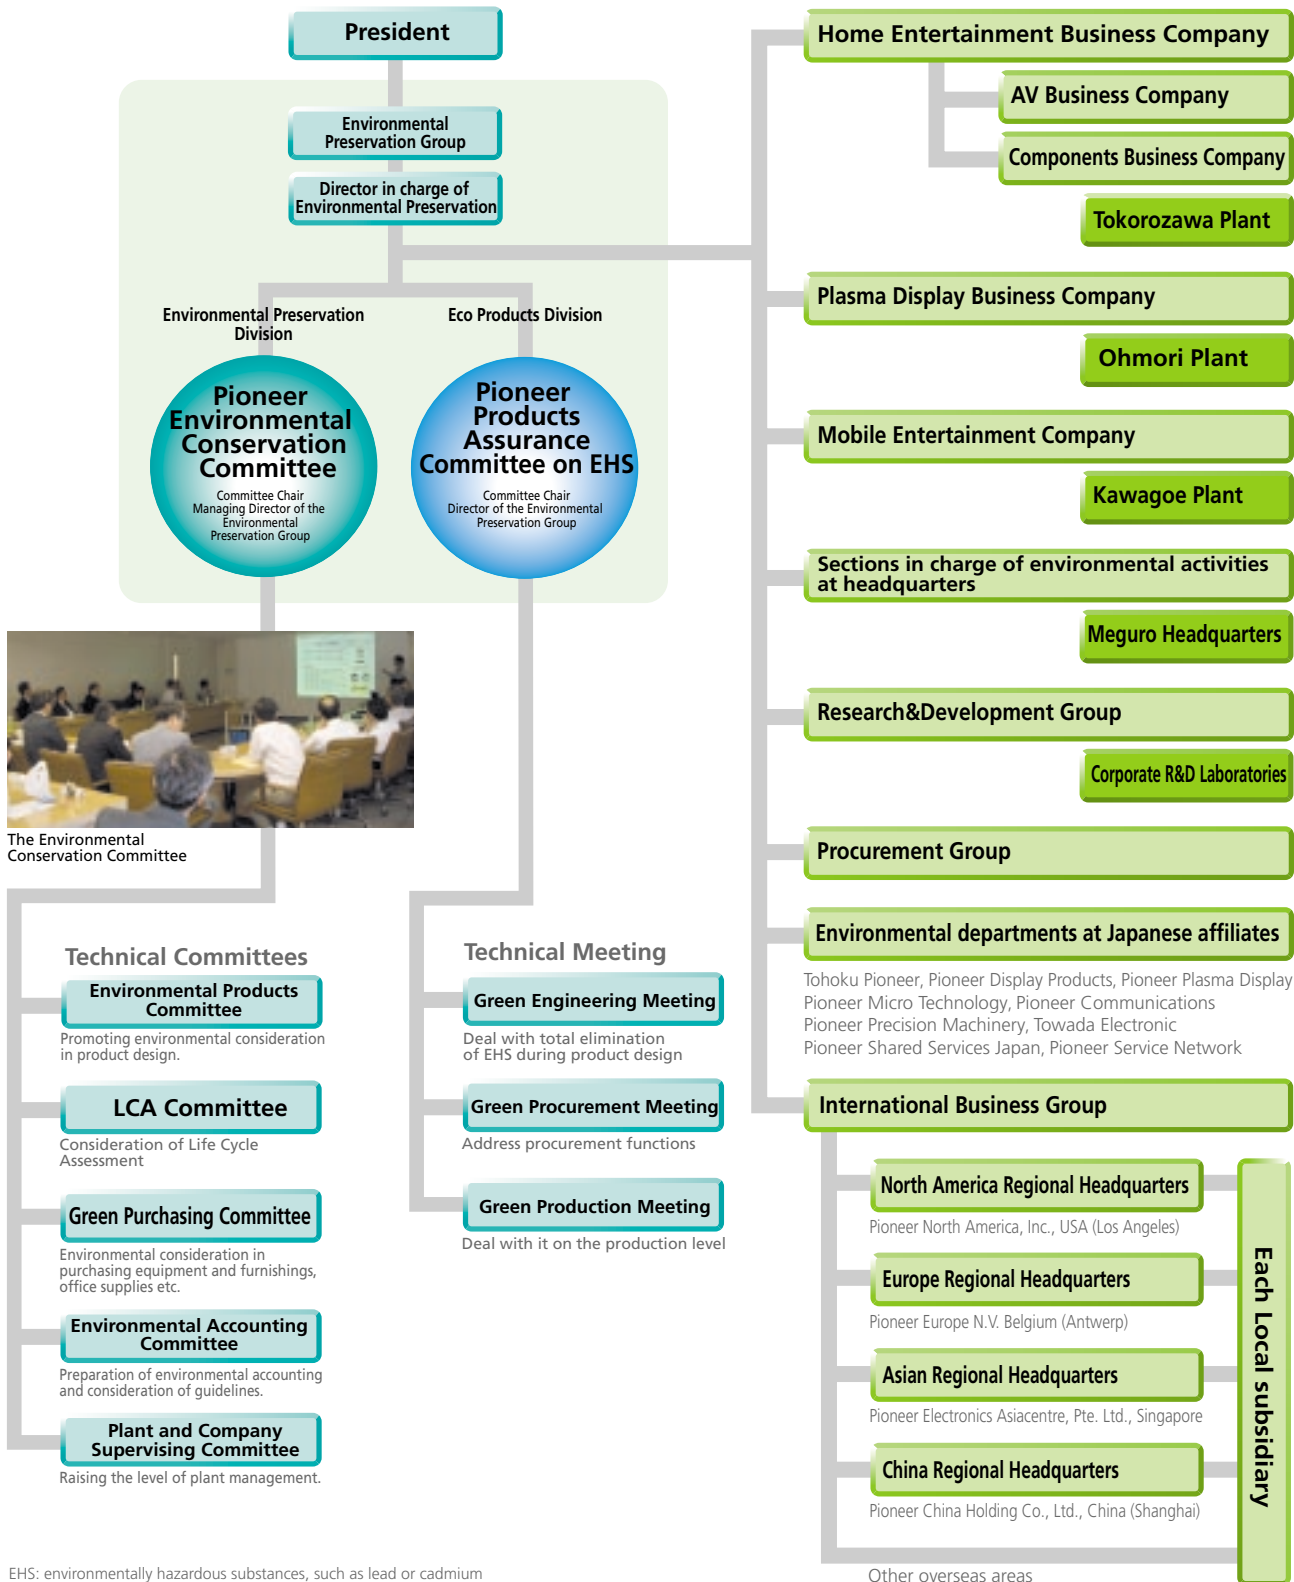 President
Environmental
Preservation Group
Director in charge of
Environmental Preservation
Environmental Preservation
Division
Eco Products Division
Pioneer
Environmental
Conservation
Committee
Committee Chair
Managing Director of the
Environmental
Preservation Group
Pioneer
Products
Assurance
Committee on EHS
Committee Chair
Director of the Environmental
Preservation Group
The Environmental
Conservation Committee
Technical Committees
Environmental Products
Committee
Promoting environmental consideration
in product design.
LCA Committee
Consideration of Life Cycle
Assessment
Green Purchasing Committee
Environmental consideration in
purchasing equipment and furnishings,
office supplies etc.
Environmental Accounting
Committee
Preparation of environmental accounting
and consideration of guidelines.
Plant and Company
Supervising Committee
Raising the level of plant management.
Technical Meeting
Green Engineering Meeting
Deal with total elimination
of EHS during product design
Green Procurement Meeting
Address procurement functions
Green Production Meeting
Deal with it on the production level
Home Entertainment Business Company
AV Business Company
Components Business Company
Tokorozawa Plant
Plasma Display Business Company
Ohmori Plant
Mobile Entertainment Company
Kawagoe Plant
Sections in charge of environmental activities
at headquarters
Meguro Headquarters
Research&Development Group
Corporate R&D Laboratories
Procurement Group
Environmental departments at Japanese affiliates
Tohoku Pioneer, Pioneer Display Products, Pioneer Plasma Display
Pioneer Micro Technology, Pioneer Communications
Pioneer Precision Machinery, Towada Electronic
Pioneer Shared Services Japan, Pioneer Service Network
International Business Group
North America Regional Headquarters
Pioneer North America, Inc., USA (Los Angeles)
Europe Regional Headquarters
Pioneer Europe N.V. Belgium (Antwerp)
Asian Regional Headquarters
Pioneer Electronics Asiacentre, Pte. Ltd., Singapore
China Regional Headquarters
Pioneer China Holding Co., Ltd., China (Shanghai)
Each Local subsidiary
Other overseas areas
EHS: environmentally hazardous substances, such as lead or cadmium